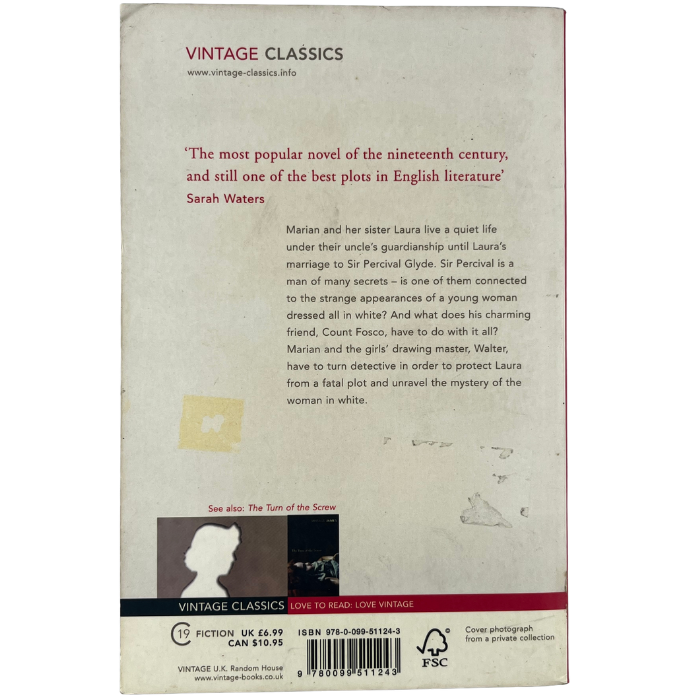 VINTAGE CLASSICS
www.vintage-classics.info
‘The most popular novel of the nineteenth century,
and still one of the best plots in English literature’
Sarah Waters
Marian and her sister Laura live a quiet life
under their uncle's guardianship until Laura's
marriage to Sir Percival Glyde. Sir Percival is a
man of many secrets – is one of them connected
to the strange appearances of a young woman
dressed all in white? And what does his charming
friend, Count Fosco, have to do with it all?
Marian and the girls' drawing master, Walter,
have to turn detective in order to protect Laura
from a fatal plot and unravel the mystery of the
woman in white.
See also: The Turn of the Screw
VINTAGE CLASSICS LOVE TO READ: LOVE VINTAGE
C19 FICTION UK £6.99
CAN $10.95
ISBN 978-0-099-51124-3
9 780099 511243
FSC
Cover photograph
from a private collection
VINTAGE U.K. Random House
www.vintage-books.co.uk